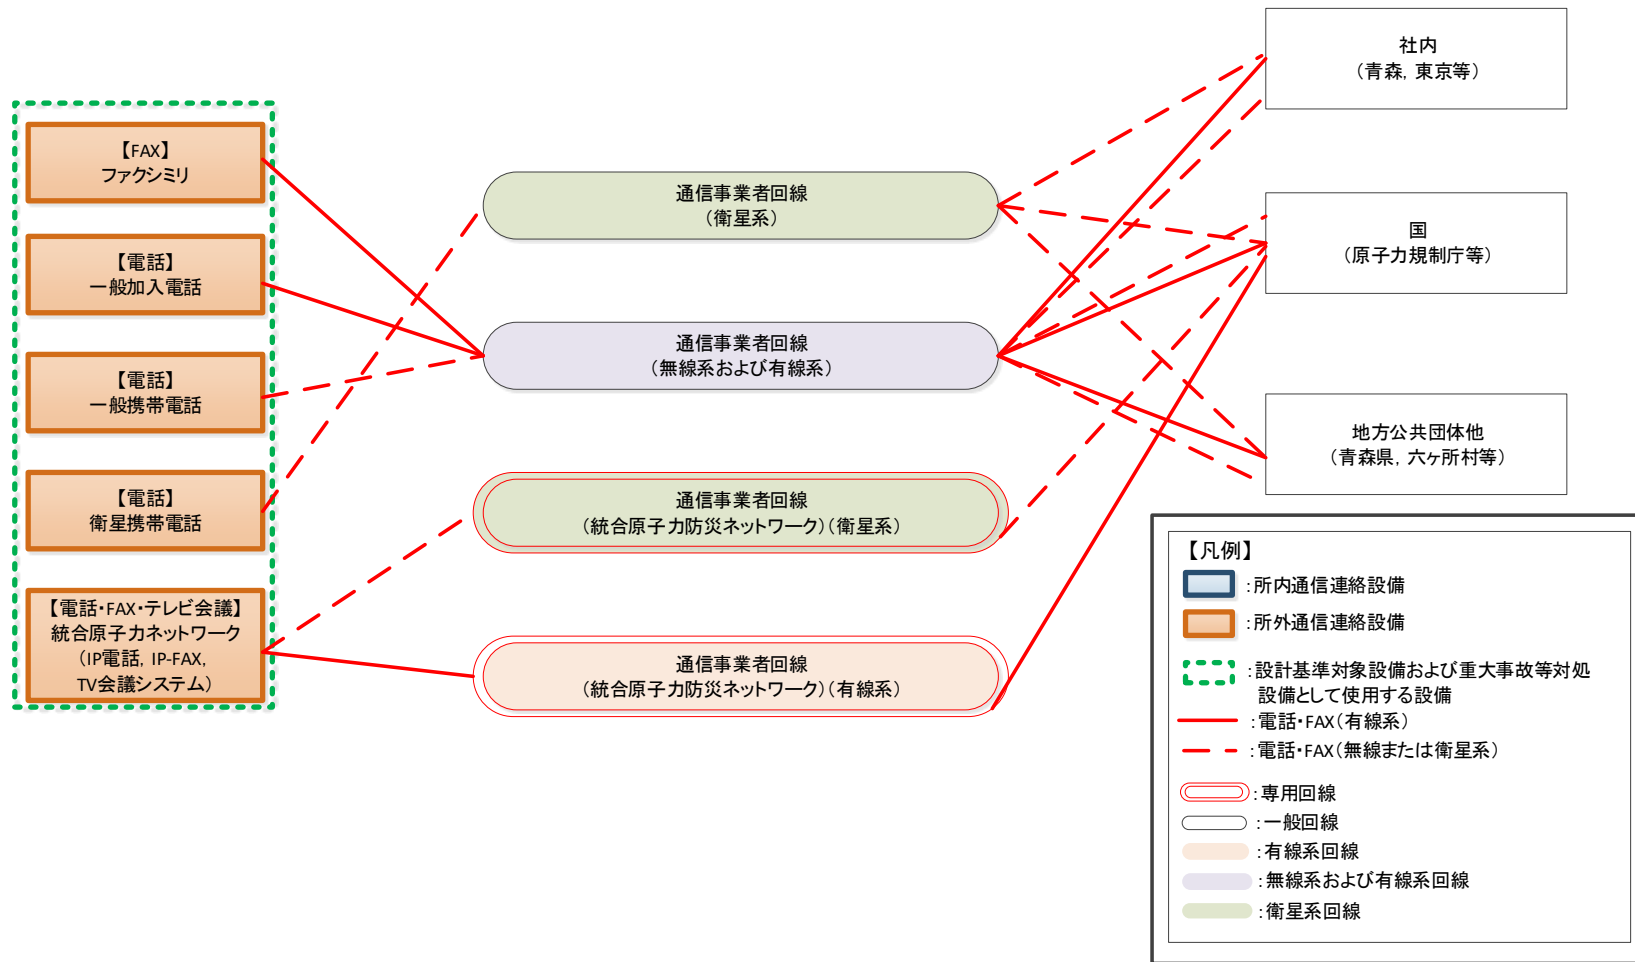 【FAX】
ファクシミリ
【電話】
一般加入電話
【電話】
一般携帯電話
【電話】
衛星携帯電話
【電話・FAX・テレビ会議】
統合原子力ネットワーク
（IP電話，IP-FAX，
TV会議システム）
通信事業者回線
（衛星系）
通信事業者回線
（無線系および有線系）
通信事業者回線
（統合原子力防災ネットワーク）（衛星系）
通信事業者回線
（統合原子力防災ネットワーク）（有線系）
社内
（青森，東京等）
国
（原子力規制庁等）
地方公共団体他
（青森県，六ヶ所村等）
【凡例】
：所内通信連絡設備
：所外通信連絡設備
：設計基準対象設備および重大事故等対処
設備として使用する設備
：電話・FAX（有線系）
：電話・FAX（無線または衛星系）
：専用回線
：一般回線
：有線系回線
：無線系および有線系回線
：衛星系回線